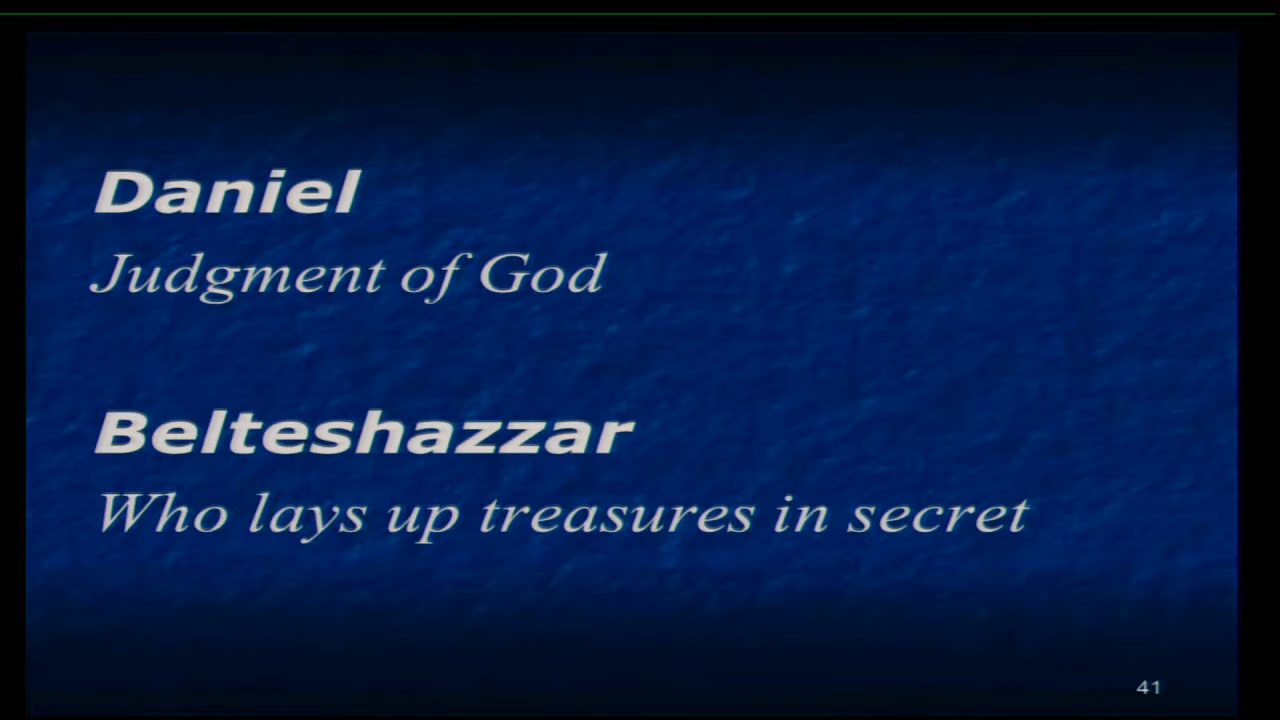 Daniel
Judgment of God
Belteshazzar
Who lays up treasures in secret
41